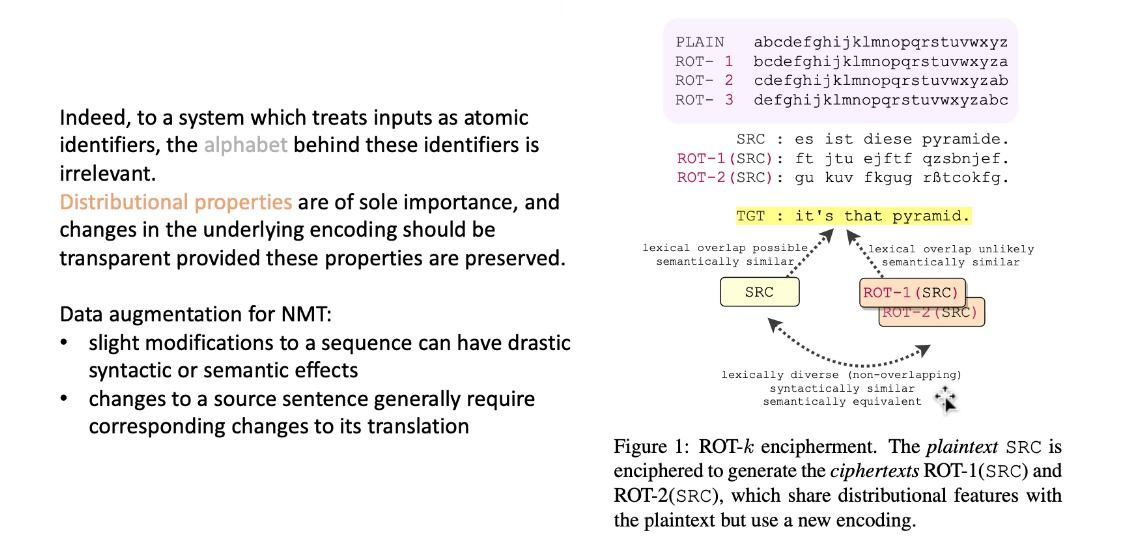 Indeed, to a system which treats inputs as atomic
identifiers, the alphabet behind these identifiers is
irrelevant.
Distributional properties are of sole importance, and
changes in the underlying encoding should be
transparent provided these properties are preserved.
Data augmentation for NMT:
• slight modifications to a sequence can have drastic
syntactic or semantic effects
• changes to a source sentence generally require
corresponding changes to its translation
PLAIN abcdefghijklmnopqrstuvwxyz
ROT- 1 bcdefghijklmnopqrstuvwxyza
ROT- 2 cdefghijklmnopqrstuvwxyzab
ROT- 3 defghijklmnopqrstuvwxyzabc
SRC : es ist diese pyramide.
ROT-1(SRC): ft jtu ejftf qzsbnjef.
ROT-2(SRC): gu kuv fkgug rßtcokfg.
TGT : it's that pyramid.
lexical overlap possible
semantically similar
lexical overlap unlikely
semantically similar
SRC
ROT-1(SRC)
ROT-2(SRC)
lexically diverse (non-overlapping)
syntactically similar
semantically equivalent
Figure 1: ROT-k encipherment. The plaintext SRC is
enciphered to generate the ciphertexts ROT-1(SRC) and
ROT-2(SRC), which share distributional features with
the plaintext but use a new encoding.